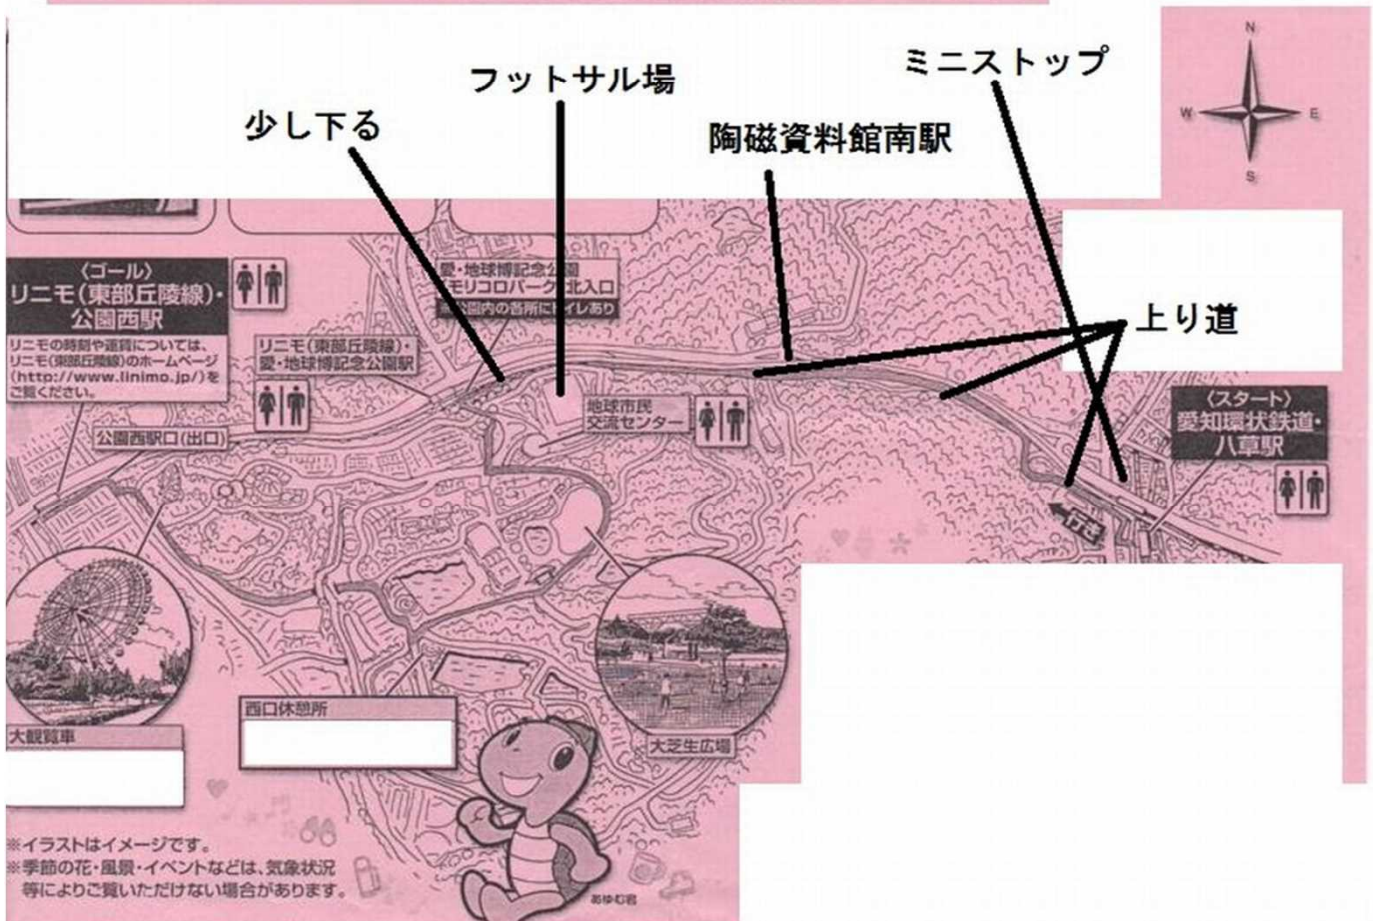 ミニストップ
フットサル場
少し下る
陶磁資料館南駅
N
W
E
S
〈ゴール〉
リニモ(東部丘陵線)・
公園西駅
リニモの時刻や運賃については、
リニモ(東部丘陵線)のホームページ
(http://www.linimo.jp/)を
ご覧ください。
愛・地球博記念公園
モリコロパーク 北入口
※公園内の各所にトイレあり
リニモ(東部丘陵線)・
愛・地球博記念公園駅
上り道
地球市民
交流センター
〈スタート〉
愛知環状鉄道・
八草駅
公園西駅口(出口)
行き
西口休憩所
大観覧車
大芝生広場
※イラストはイメージです。
※季節の花・風景・イベントなどは、気象状況
等によりご覧いただけない場合があります。
あゆむ君